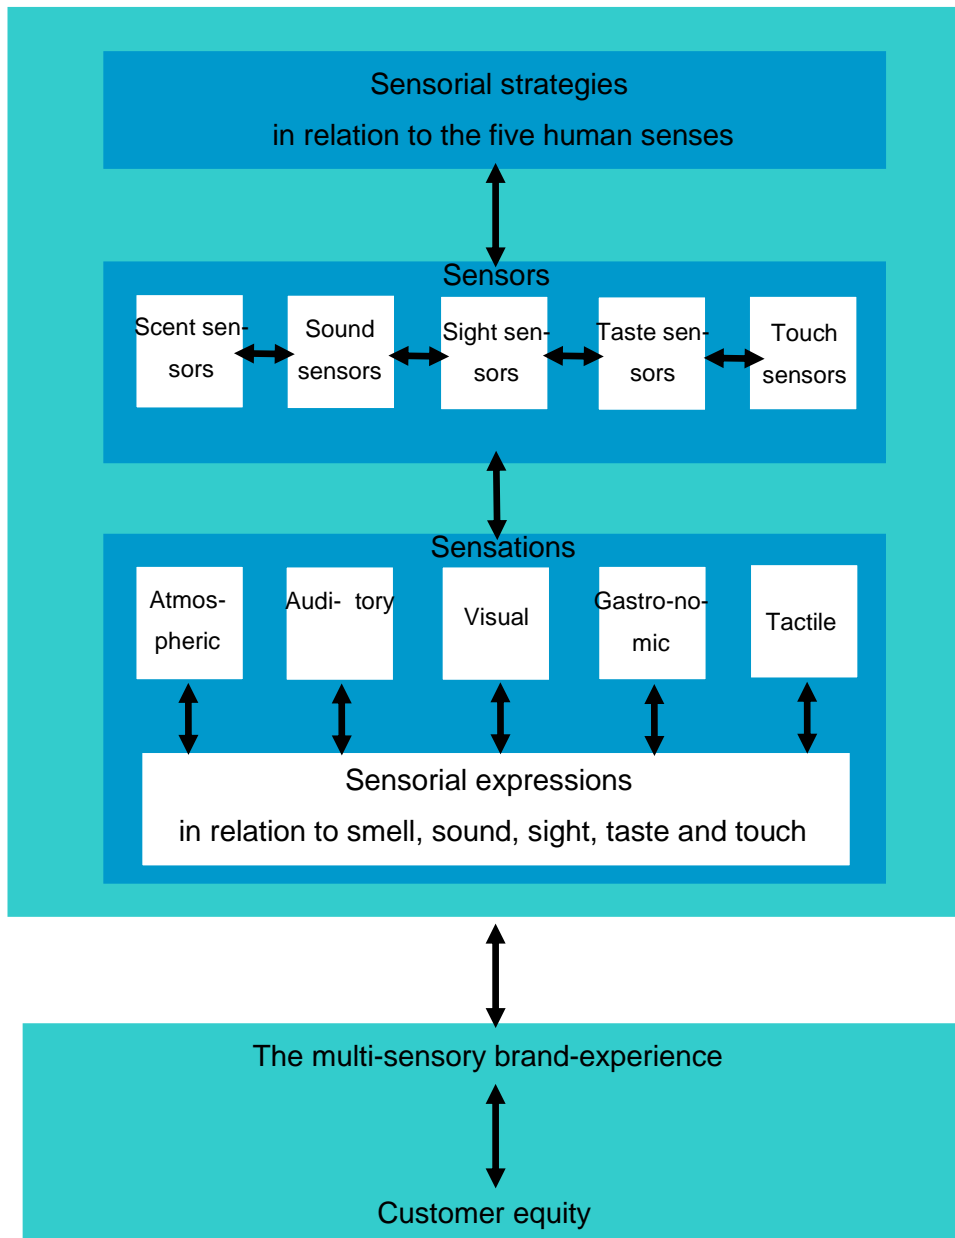 Sensorial strategies
in relation to the five human senses
Sensors
Scent sen-
sors
Sound
sensors
Sight sen-
sors
Taste sen-
sors
Touch
sensors
Sensations
Atmos-
pheric
Audi- tory
Visual
Gastro-no-
mic
Tactile
Sensorial expressions
in relation to smell, sound, sight, taste and touch
The multi-sensory brand-experience
Customer equity